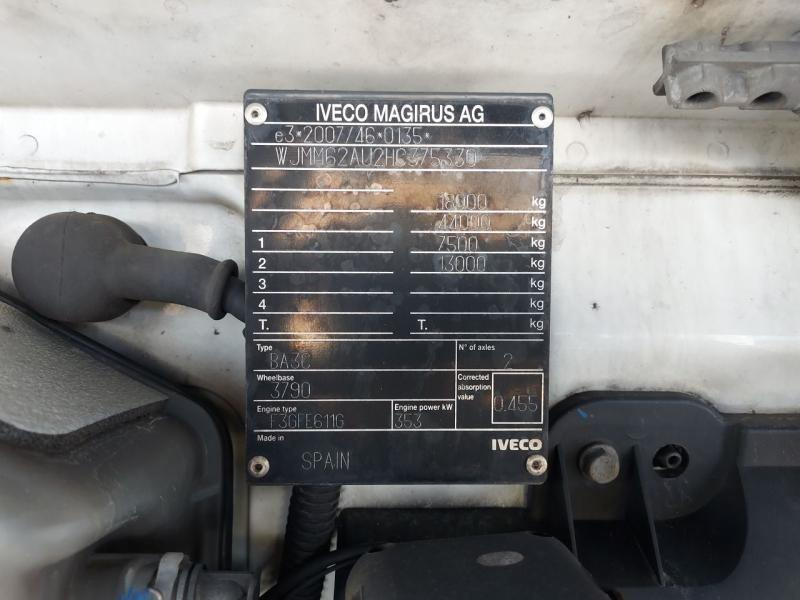 IVECO MAGIRUS AG
e3*2007/46*0135*
WJMM62AU2HC375330
18000 kg
44000 kg
1 7500 kg
2 13000 kg
3 kg
4 kg
T. T. kg
Type Nº of axles
BA3C 2
Wheelbase Corrected absorption value
3790 0.455
Engine type Engine power kW
F3GFE611G 353
Made in IVECO
SPAIN